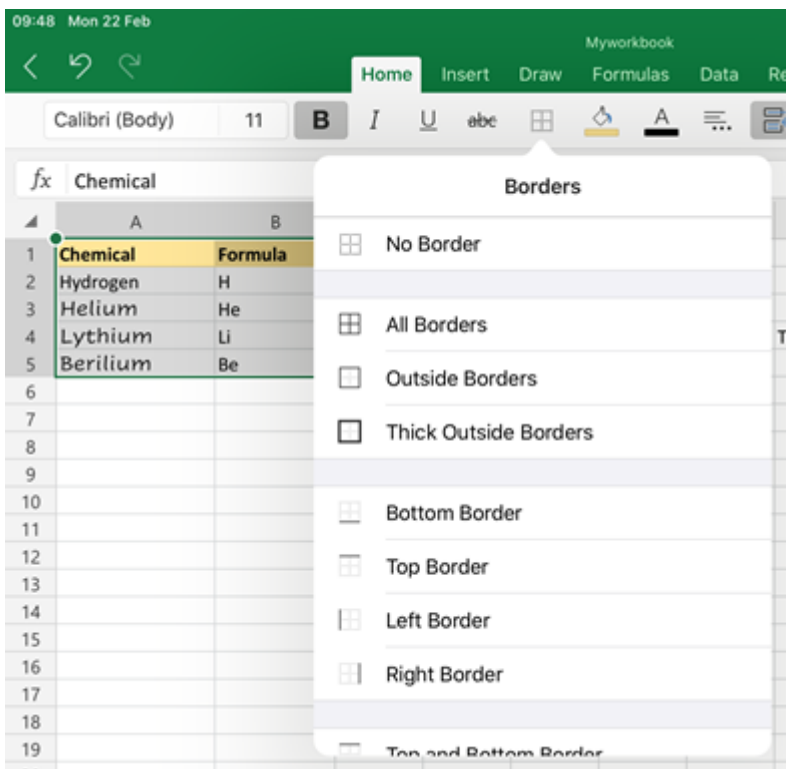 09:48 Mon 22 Feb
Myworkbook
Home Insert Draw Formulas Data Re
Calibri (Body) 11 B I U abc A
fx Chemical
Borders
A B
No Border
1 Chemical Formula
2 Hydrogen H
3 Helium He
All Borders
4 Lythium Li T
5 Berilium Be
Outside Borders
6
7
Thick Outside Borders
8
9
10
Bottom Border
11
12
Top Border
13
14
Left Border
15
16
Right Border
17
18
19
Top and Bottom Border